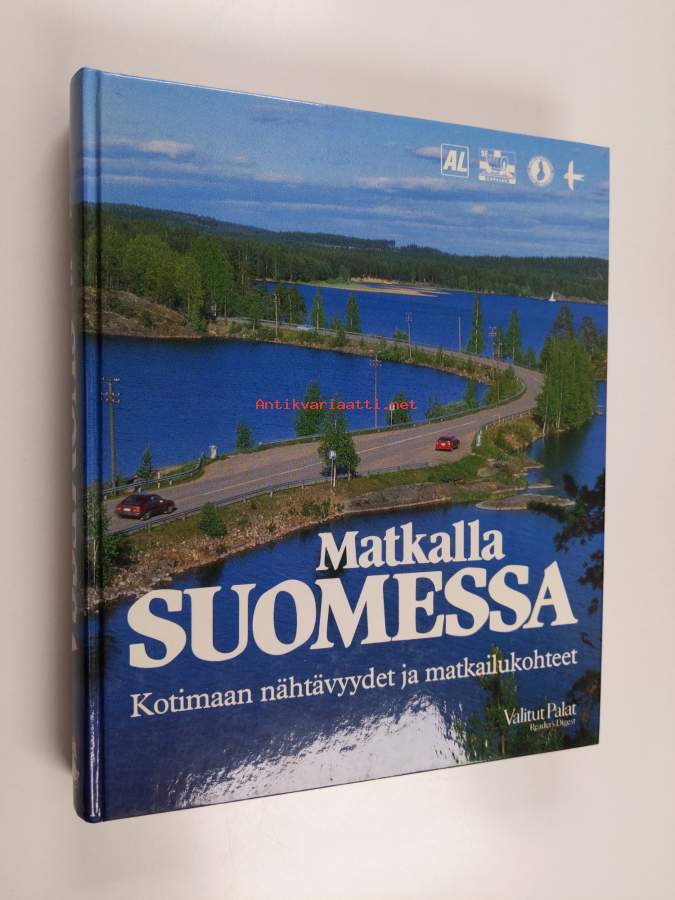 AL
Antikvariaatti.net
Matkalla
SUOMESSA
Kotimaan nähtävyydet ja matkailukohteet
Valitut Palat
Reader's Digest